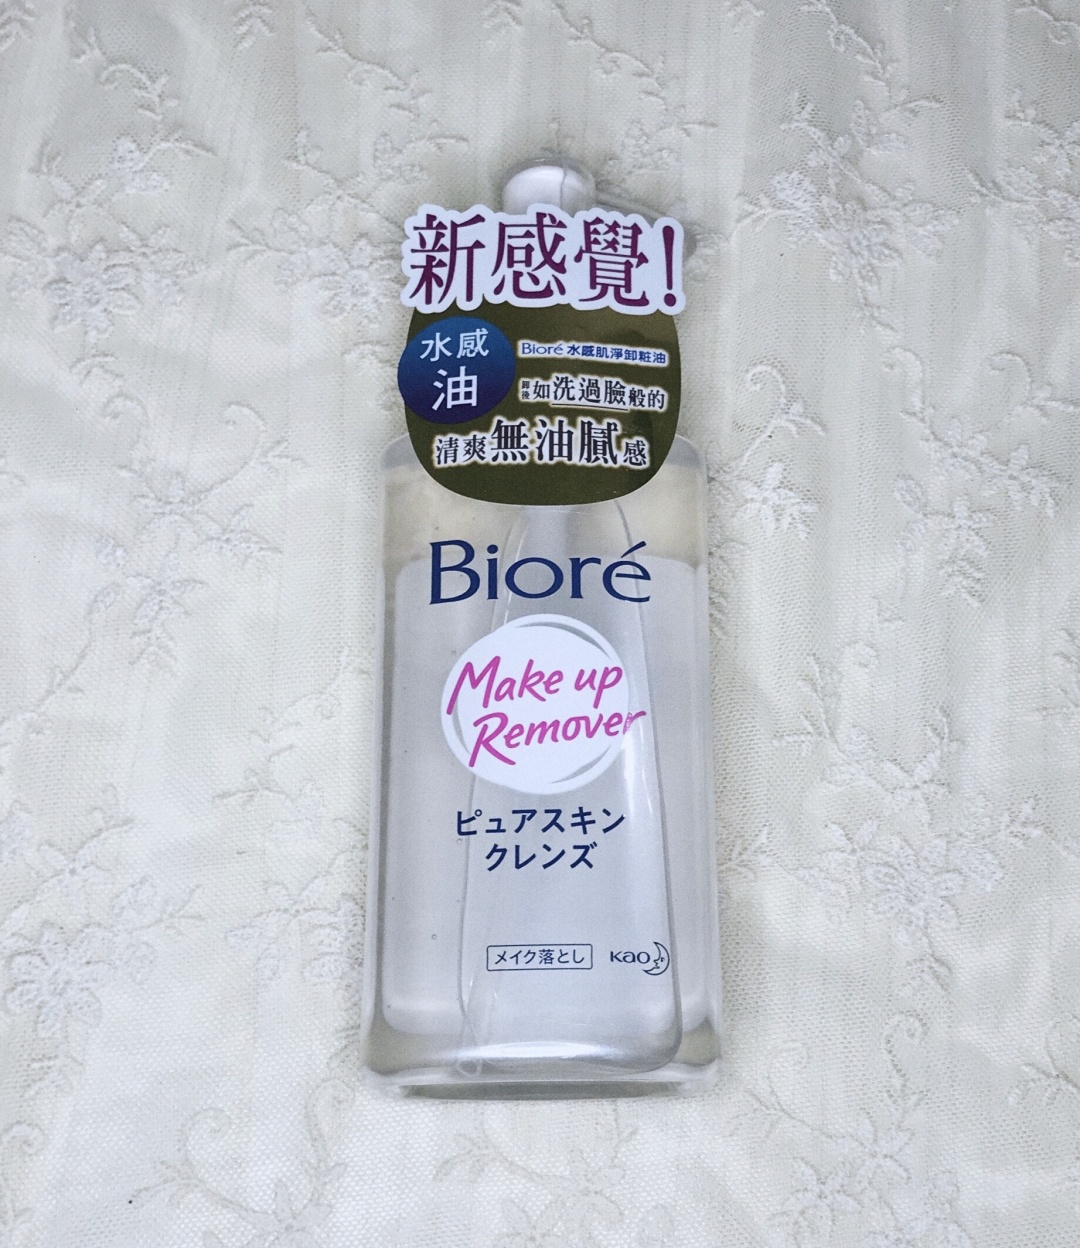 新感覺!
水感
油
Bioré 水感肌淨卸粧油
卸後如洗過臉般的
清爽無油膩感
Bioré
Make up
Remover
ピュアスキン
クレンズ
メイク落とし
Kao